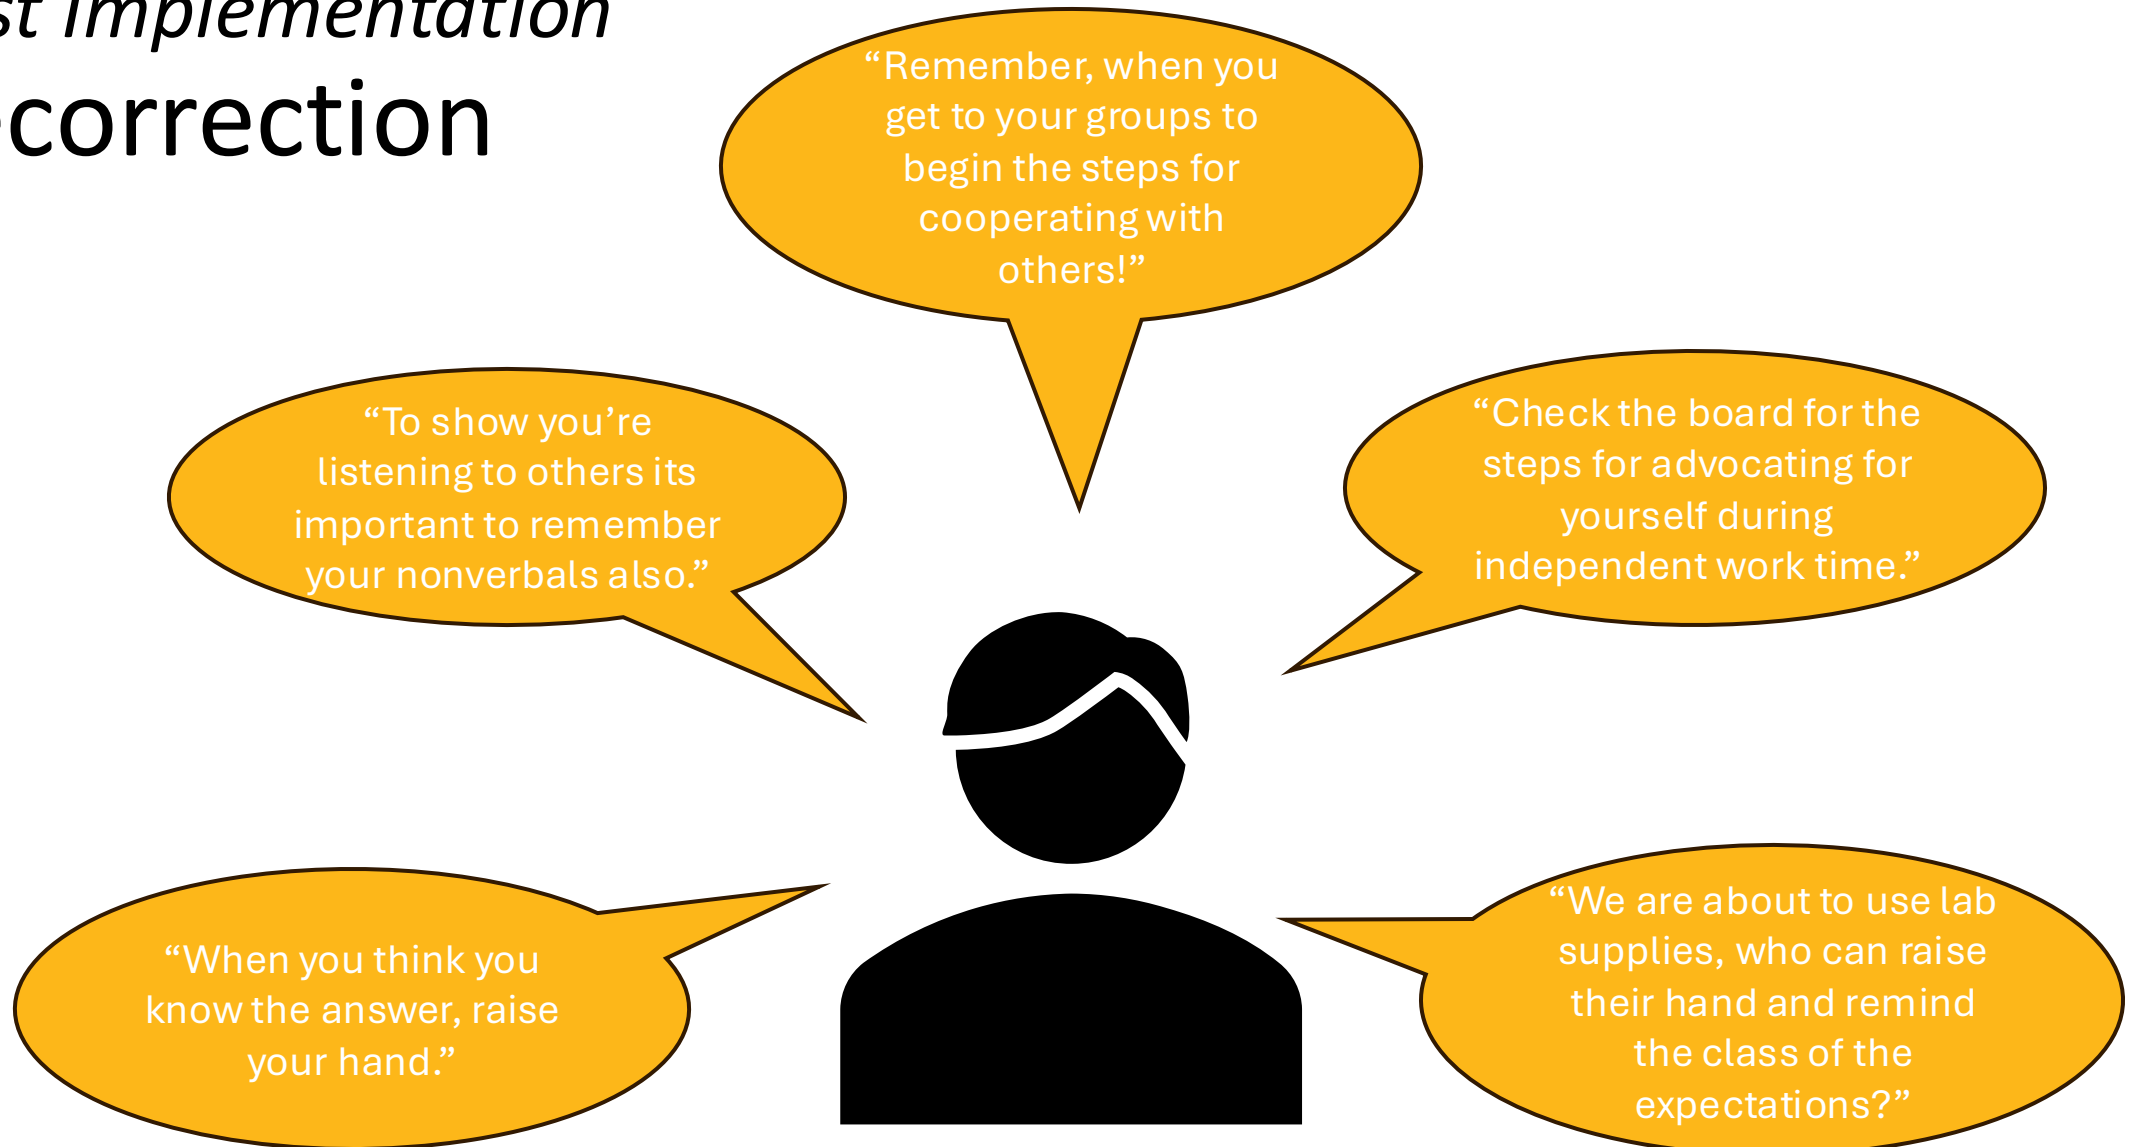 st Implementation
ecorrection
“Remember, when you
get to your groups to
begin the steps for
cooperating with
others!”
“To show you’re
listening to others its
important to remember
your nonverbals also.”
“Check the board for the
steps for advocating for
yourself during
independent work time.”
“When you think you
know the answer, raise
your hand.”
“We are about to use lab
supplies, who can raise
their hand and remind
the class of the
expectations?”